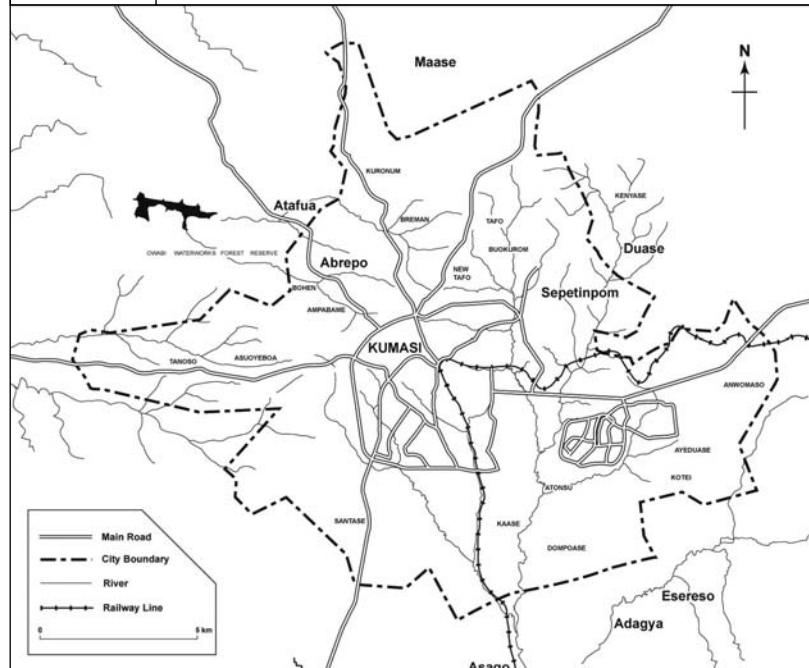 Maase
N
KURONUM
KENYASE
Atafua
BREMAN
TAFO
OWABI WATERWORKS FOREST RESERVE
BUOKUROM
Duase
Abrepo
NEW
TAFO
BOHEN
Sepetinpom
AMPABAME
KUMASI
TANOSO
ASUOYEBOA
ANWOMASO
AYEDUASE
KOTEI
ATONSU
SANTASE
KAASE
DOMPOASE
Main Road
City Boundary
River
Railway Line
0 5 km
Esereso
Adagya
Asago